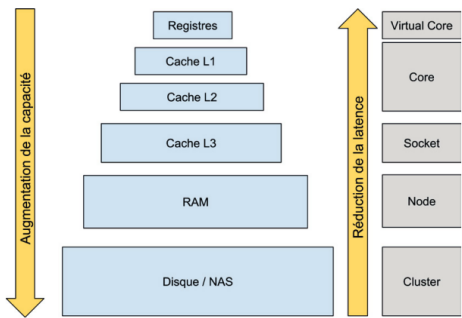 Augmentation de la capacité
Registres
Cache L1
Cache L2
Cache L3
RAM
Disque / NAS
Réduction de la latence
Virtual Core
Core
Socket
Node
Cluster